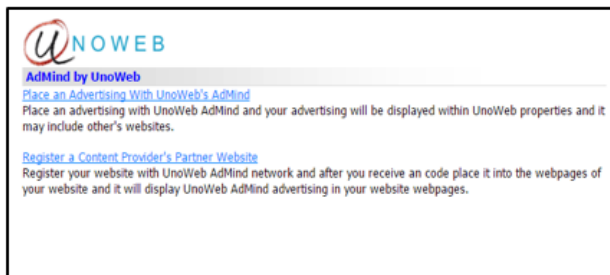 UNOWEB
AdMind by UnoWeb
Place an Advertising With UnoWeb's AdMind
Place an advertising with UnoWeb AdMind and your advertising will be displayed within UnoWeb properties and it
may include other's websites.
Register a Content Provider's Partner Website
Register your website with UnoWeb AdMind network and after you receive an code place it into the webpages of
your website and it will display UnoWeb AdMind advertising in your website webpages.